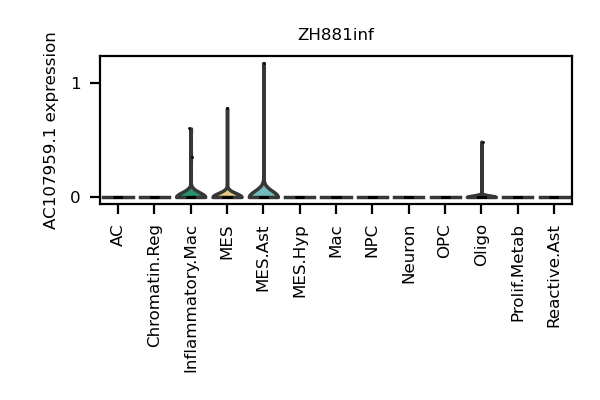 ZH881inf
AC107959.1 expression
1
0
AC
Chromatin.Reg
Inflammatory.Mac
MES
MES.Ast
MES.Hyp
Mac
NPC
Neuron
OPC
Oligo
Prolif.Metab
Reactive.Ast